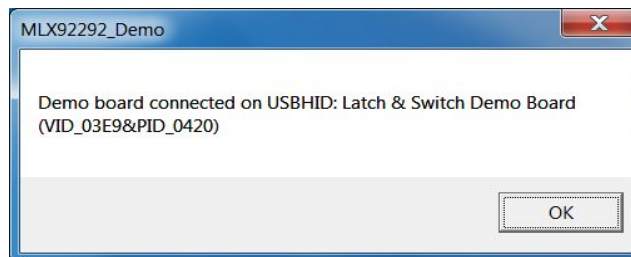 MLX92292_Demo
Demo board connected on USBHID: Latch & Switch Demo Board
(VID_03E9&PID_0420)
OK